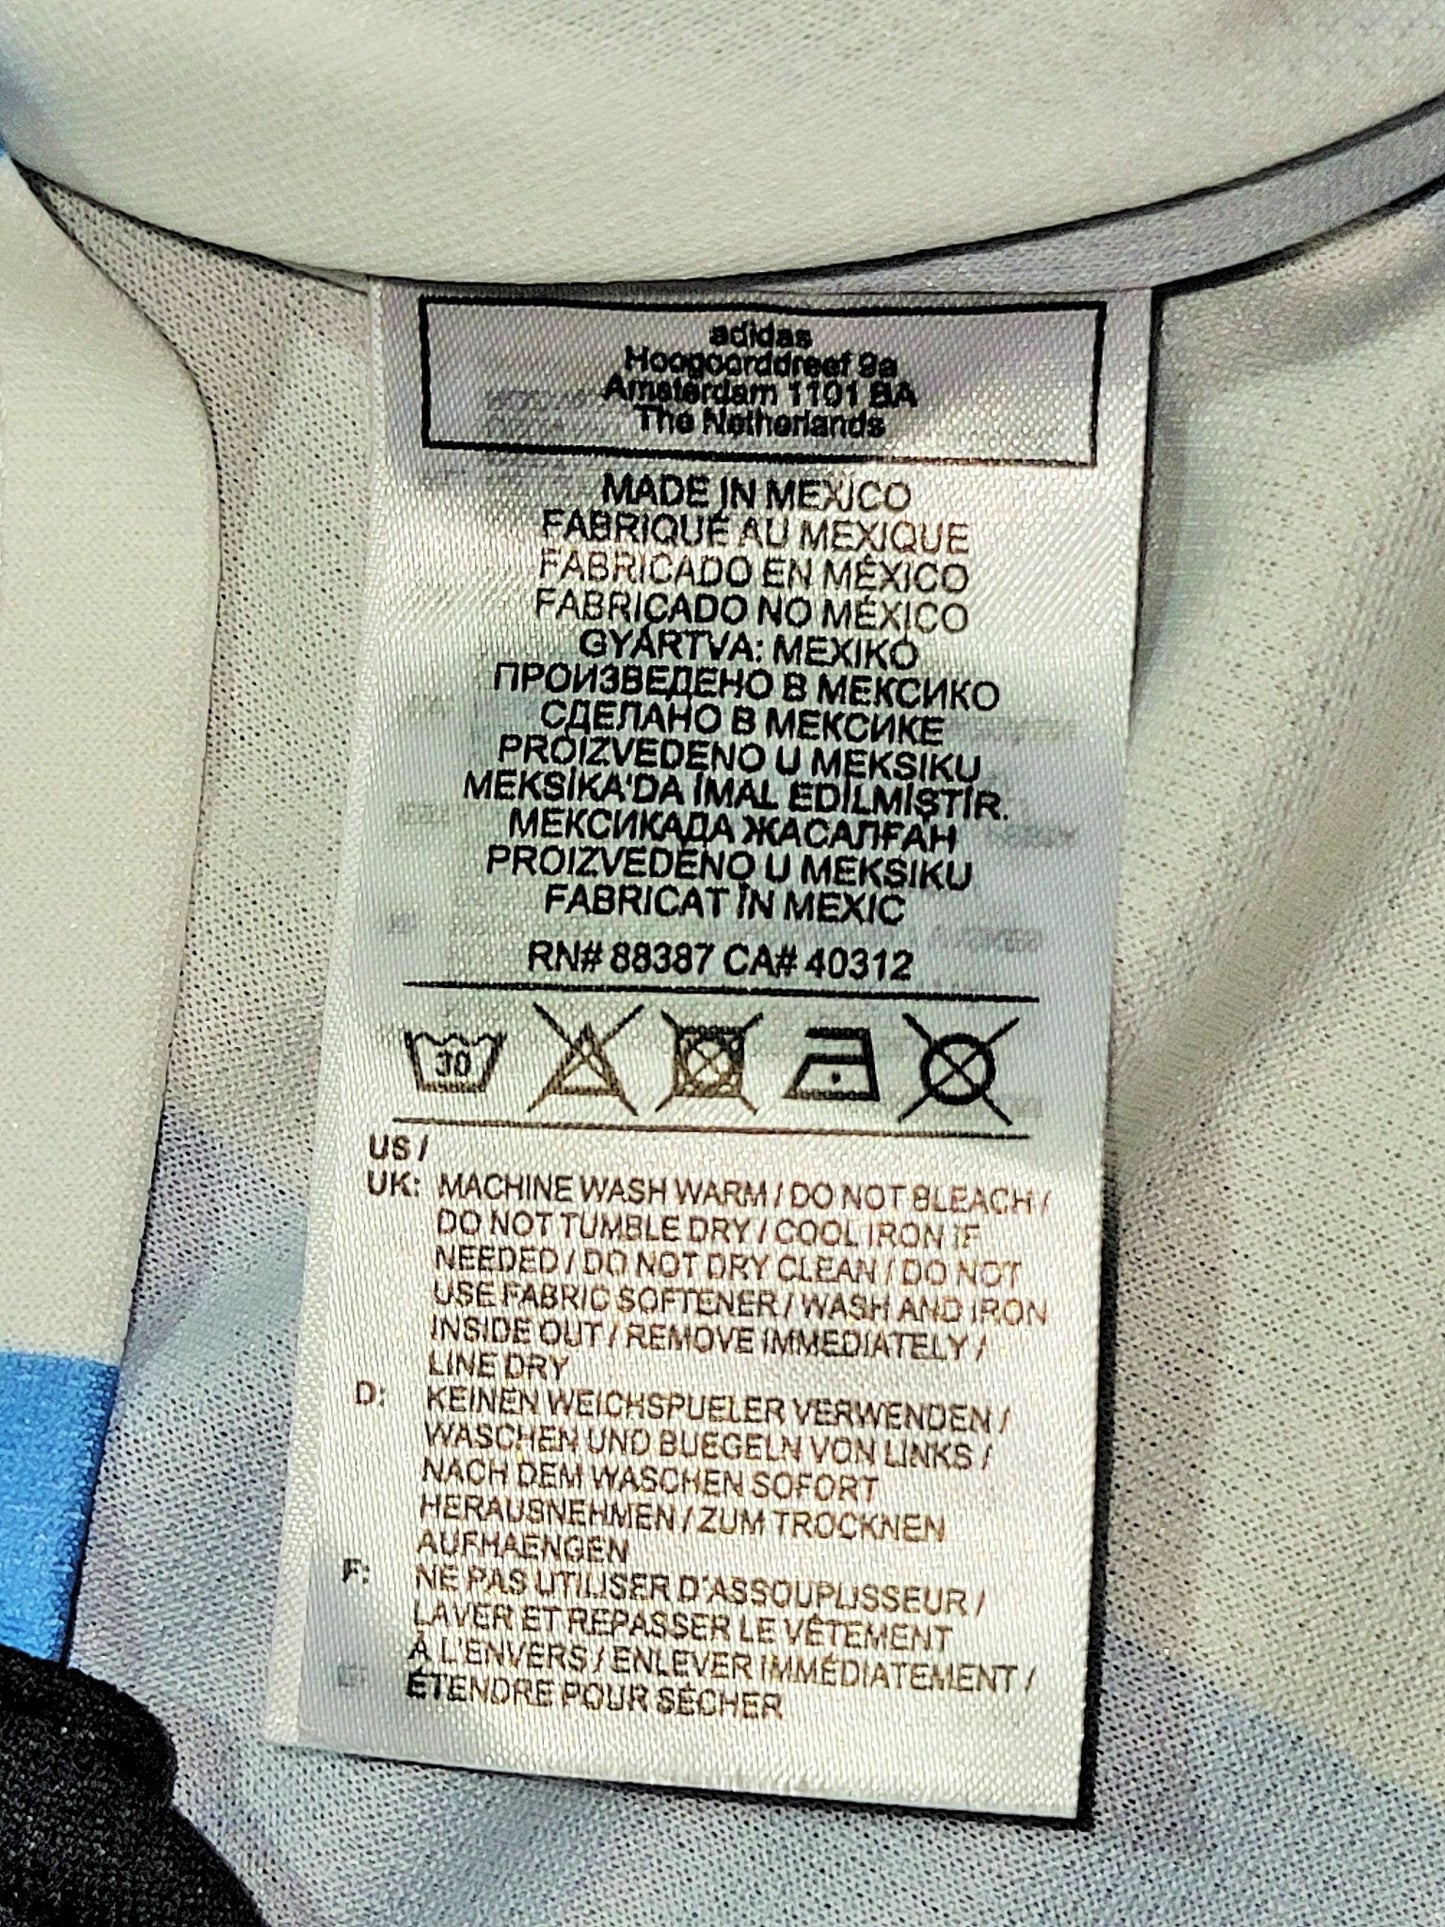 adidas
Hoogoorddreef 9a
Amsterdam 1101 BA
The Netherlands
MADE IN MEXICO
FABRIQUÉ AU MEXIQUE
FABRICADO EN MÉXICO
FABRICADO NO MÉXICO
GYÁRTVA: MEXIKÓ
ПРОИЗВЕДЕНО В МЕКСИКО
СДЕЛАНО В МЕКСИКЕ
PROIZVEDENO U MEKSIKU
MEKSİKA'DA İMAL EDİLMİŞTİR.
МЕКСИКАДА ЖАСАЛҒАН
PROIZVEDENO U MEKSIKU
FABRICAT ÎN MEXIC
RN# 88387 CA# 40312
30
US /
UK: MACHINE WASH WARM / DO NOT BLEACH /
DO NOT TUMBLE DRY / COOL IRON IF
NEEDED / DO NOT DRY CLEAN / DO NOT
USE FABRIC SOFTENER / WASH AND IRON
INSIDE OUT / REMOVE IMMEDIATELY /
LINE DRY
D: KEINEN WEICHSPUELER VERWENDEN /
WASCHEN UND BUEGELN VON LINKS /
NACH DEM WASCHEN SOFORT
HERAUSNEHMEN / ZUM TROCKNEN
AUFHAENGEN
F: NE PAS UTILISER D'ASSOUPLISSEUR /
LAVER ET REPASSER LE VÊTEMENT
À L'ENVERS / ENLEVER IMMÉDIATEMENT /
ÉTENDRE POUR SÉCHER